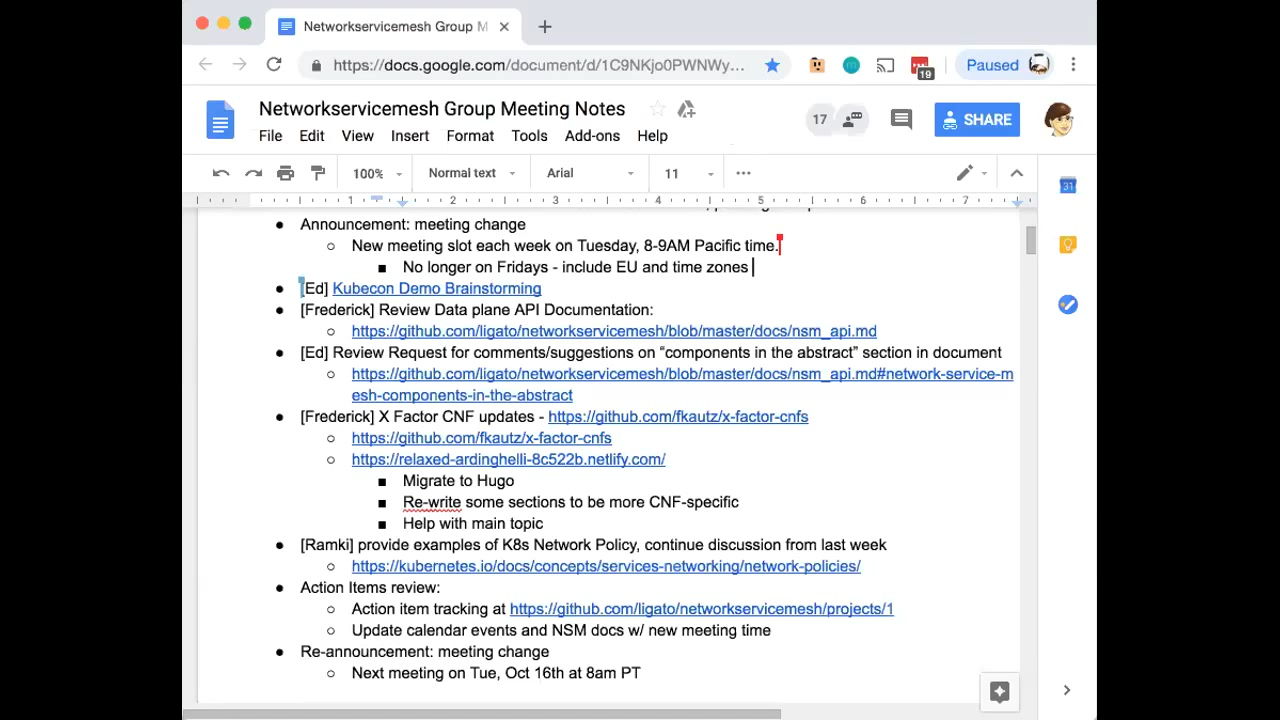 Networkservicemesh Group M
https://docs.google.com/document/d/1C9NKjo0PWNWy...
19
Paused
Networkservicemesh Group Meeting Notes
17
SHARE
File Edit View Insert Format Tools Add-ons Help
100% Normal text Arial 11
1 1 2 3 4 5 6 7
31
Announcement: meeting change
New meeting slot each week on Tuesday, 8-9AM Pacific time.
No longer on Fridays - include EU and time zones
[Ed] Kubecon Demo Brainstorming
[Frederick] Review Data plane API Documentation:
https://github.com/ligato/networkservicemesh/blob/master/docs/nsm_api.md
[Ed] Review Request for comments/suggestions on “components in the abstract” section in document
https://github.com/ligato/networkservicemesh/blob/master/docs/nsm_api.md#network-service-m
esh-components-in-the-abstract
[Frederick] X Factor CNF updates - https://github.com/fkautz/x-factor-cnfs
https://github.com/fkautz/x-factor-cnfs
https://relaxed-ardinghelli-8c522b.netlify.com/
Migrate to Hugo
Re-write some sections to be more CNF-specific
Help with main topic
[Ramki] provide examples of K8s Network Policy, continue discussion from last week
https://kubernetes.io/docs/concepts/services-networking/network-policies/
Action Items review:
Action item tracking at https://github.com/ligato/networkservicemesh/projects/1
Update calendar events and NSM docs w/ new meeting time
Re-announcement: meeting change
Next meeting on Tue, Oct 16th at 8am PT